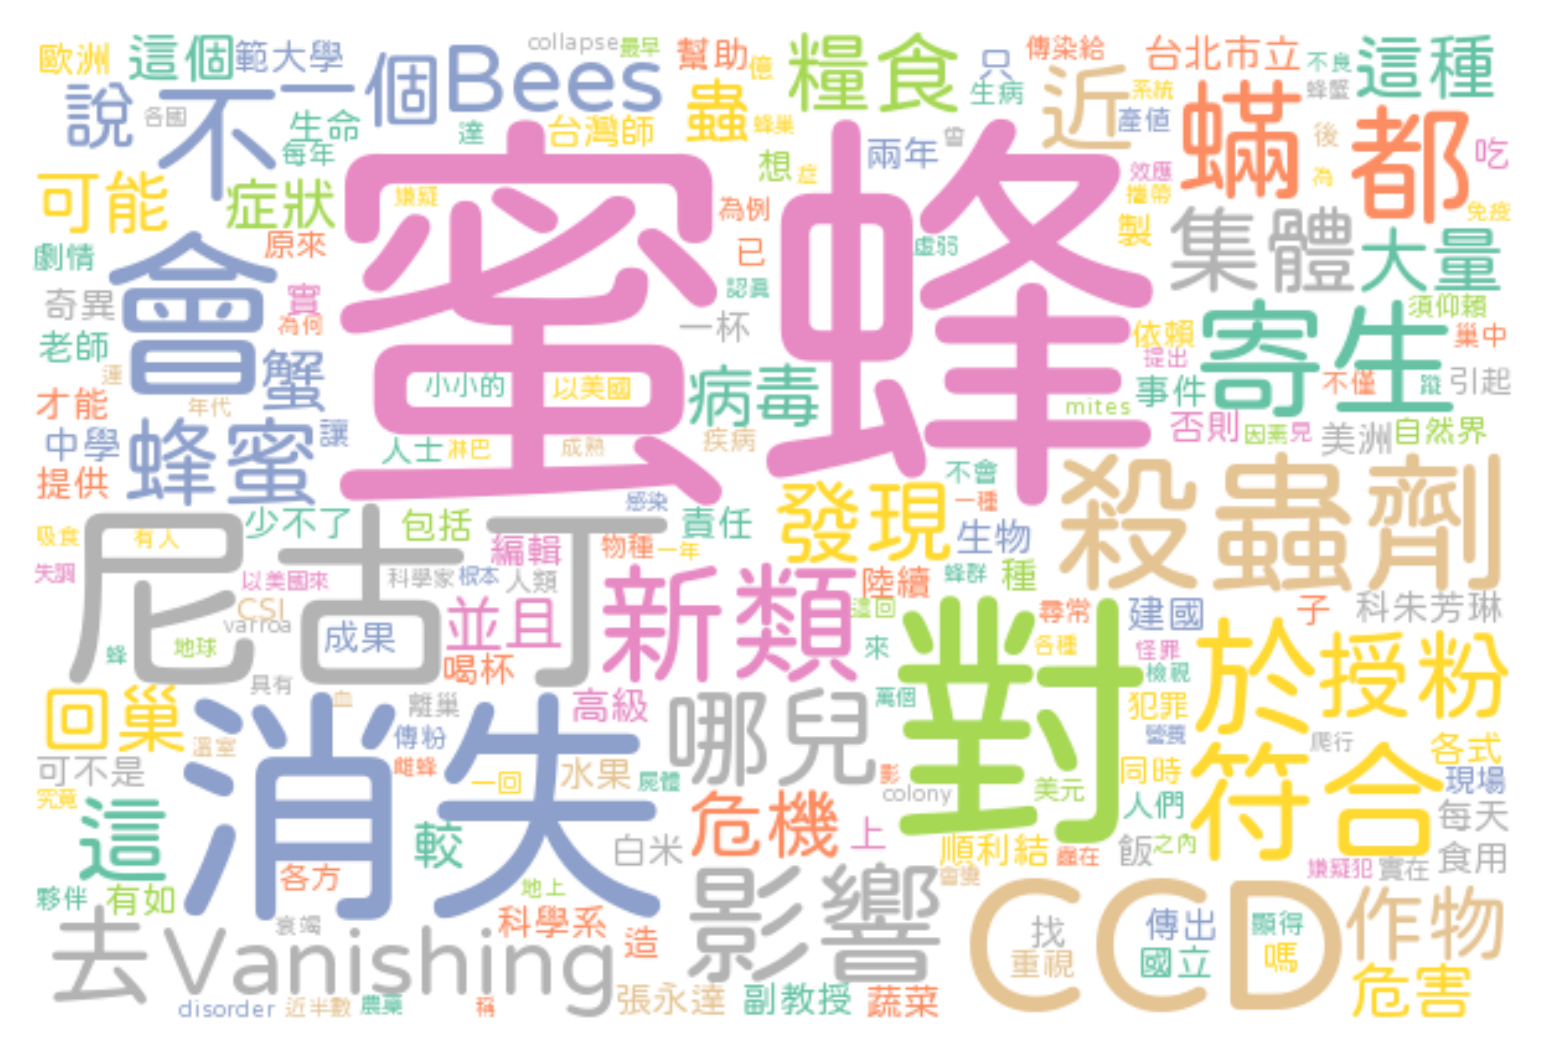 歐洲
這個
範大學
說
各國
不
一
個
Bees
collapse
最早
幫助
億
蟲
蜂巢
糧食
只
生病
傳染給
近
系統
產値
台北市立
不良
蜂蟹
這種
蟎
都
後
為
吃
免疫
可能
症狀
生命
每年
達
台灣師
嫌疑
蜜蜂
想
症
兩年
曾
為例
已
虛弱
認真
一杯
效應
攜帶
製
集體
大量
劇情
奇異
老師
會
原來
實
為何
蟹
運
年代
才能
中學
提供
蜂蜜
讓
小小的
以美國
人士
淋巴
成熟
病毒
疾病
依賴
提出
事件
mites
否則
因素
見
寄生
須仰賴
巢中
不僅
蹤
引起
美洲
自然界
吸食
有人
失調
尼古丁
少不了
包括
感染
責任
編輯
物種
一年
以美國來
科學家
根本
人類
CSI
varroa
蜂
地球
成果
並且
喝杯
新類
發現
不會
一種
生物
陸續
蜂群
種
這回
來
殺蟲劑
尋常
各種
建國
怪罪
檢視
子
科朱芳琳
回巢
溫室
可不是
究竟
具有
血
離巢
傳粉
雌蜂
消失
一回
高級
水果
屍體
哪兒
萬個
影
colony
對
美元
犯罪
營養
同時
人們
於
授粉
符合
爬行
各式
現場
每天
食用
這
夥伴
有如
各方
較
地上
白米
危機
上
順利結
蟲在
會變
飯
之內
嫌疑犯
實在
去
衰竭
Vanishing
科學系
造
影響
CCD
找
重視
傳出
國立
顯得
嗎
作物
危害
disorder
近半數
農藥
稱
張永達
副教授
蔬菜